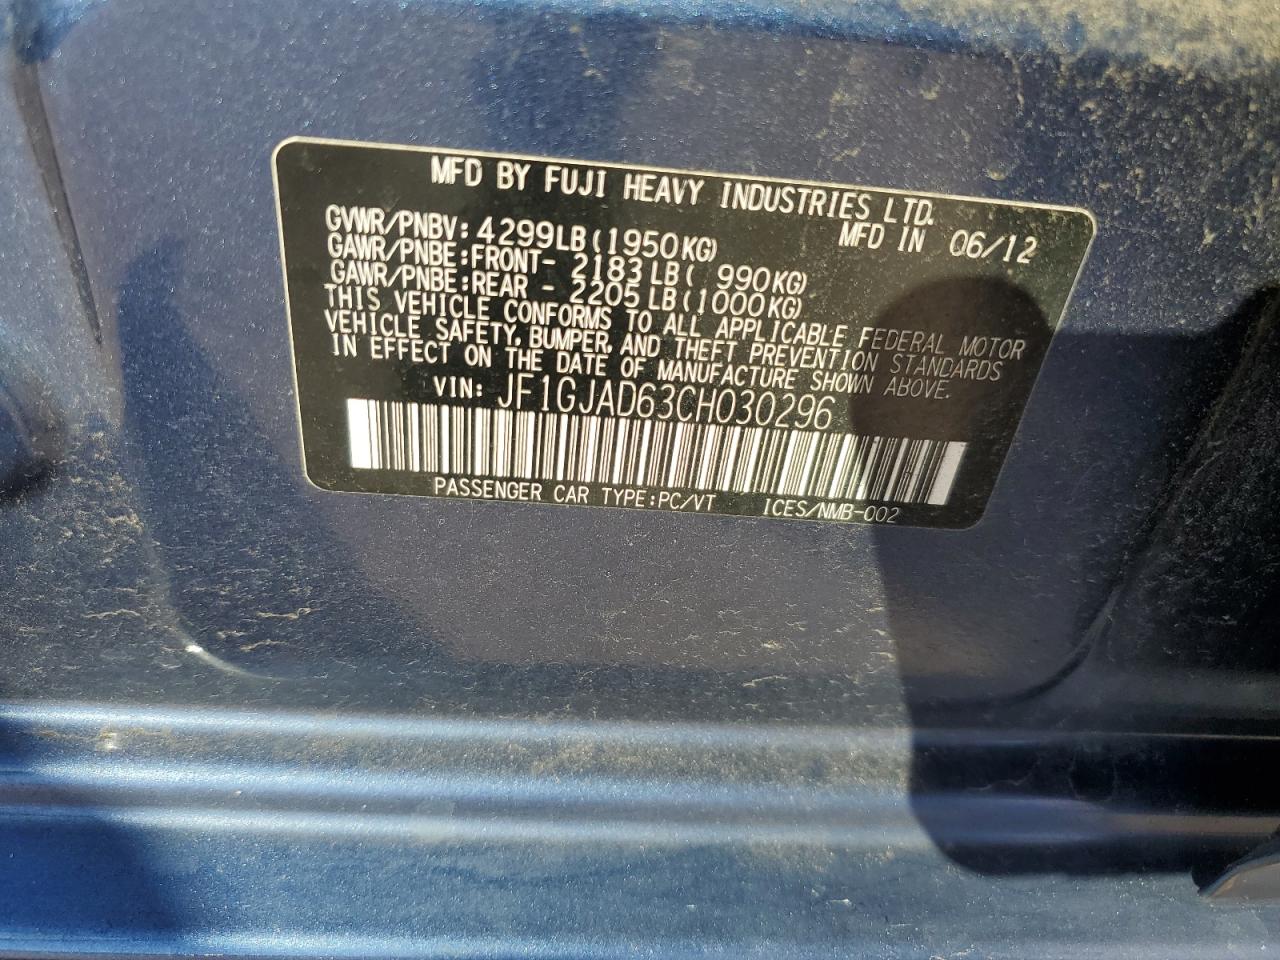 MFD BY FUJI HEAVY INDUSTRIES LTD.
MFD IN 06/12
GVWR/PNBV: 4299LB(1950KG)
GAWR/PNBE:FRONT- 2183LB( 990KG)
GAWR/PNBE:REAR - 2205LB(1000KG)
THIS VEHICLE CONFORMS TO ALL APPLICABLE FEDERAL MOTOR
VEHICLE SAFETY, BUMPER, AND THEFT PREVENTION STANDARDS
IN EFFECT ON THE DATE OF MANUFACTURE SHOWN ABOVE.
VIN: JF1GJAD63CH030296
PASSENGER CAR TYPE:PC/VT ICES/NMB-002